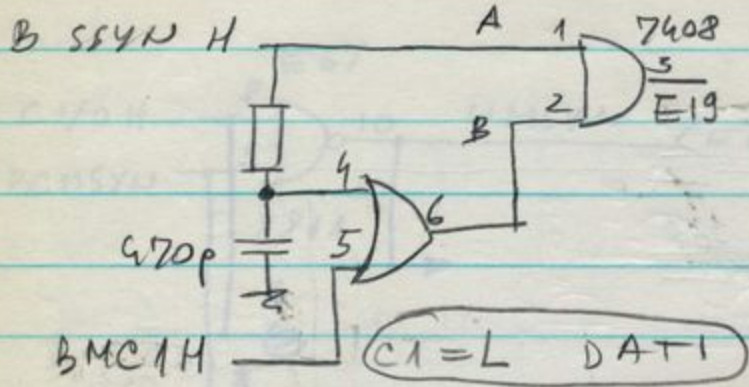 B SSYN H
A 1 7408
3
2 E19
B
4
6
470p 5
BMC1H C1=L DATI